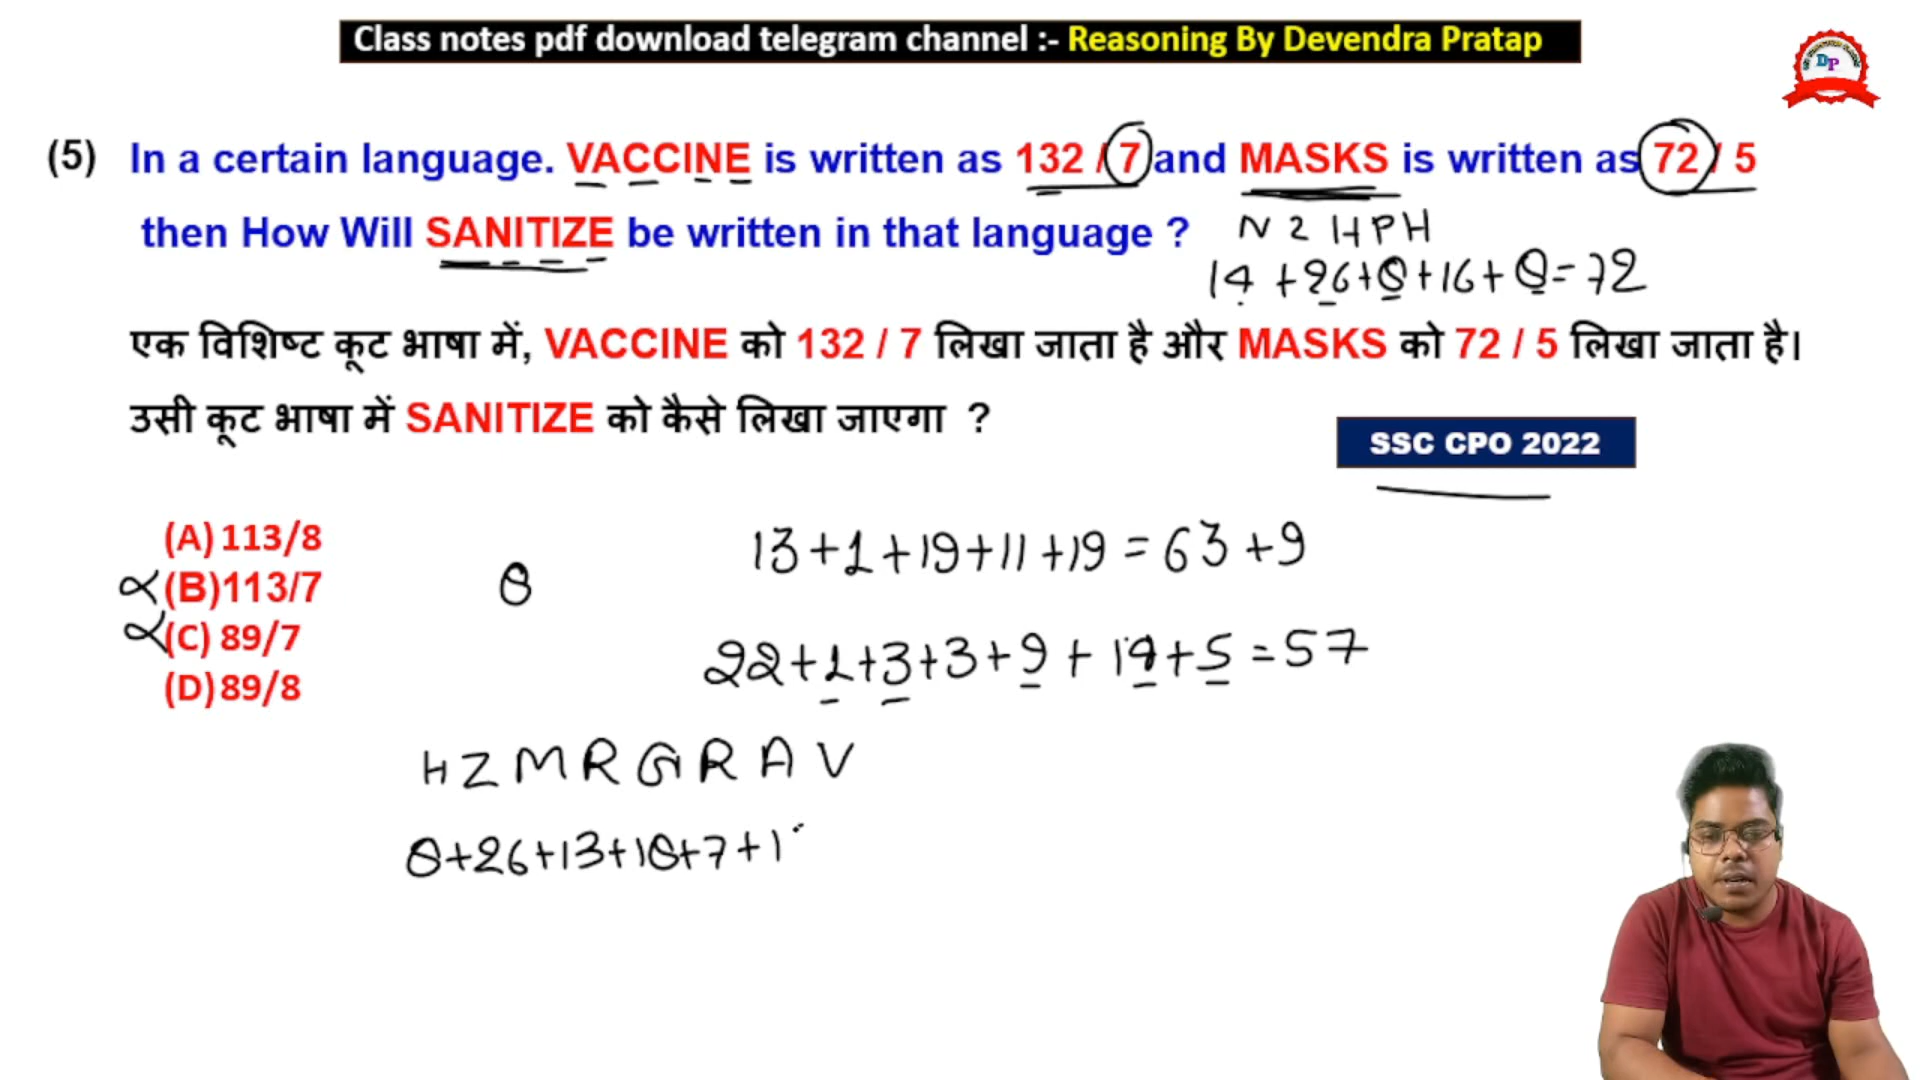 Class notes pdf download telegram channel :- Reasoning By Devendra Pratap
DP
(5) In a certain language. VACCINE is written as 132 / 7 and MASKS is written as 72 / 5
then How Will SANITIZE be written in that language ?
N Z H P H
14 + 26 + 8 + 16 + 8 = 72
एक विशिष्ट कूट भाषा में, VACCINE को 132 / 7 लिखा जाता है और MASKS को 72 / 5 लिखा जाता है।
उसी कूट भाषा में SANITIZE को कैसे लिखा जाएगा ?
SSC CPO 2022
(A) 113/8
(B) 113/7
(C) 89/7
(D) 89/8
8
13 + 1 + 19 + 11 + 19 = 63 + 9
22 + 1 + 3 + 3 + 9 + 14 + 5 = 57
H Z M R G R A V
8 + 26 + 13 + 18 + 7 + 1